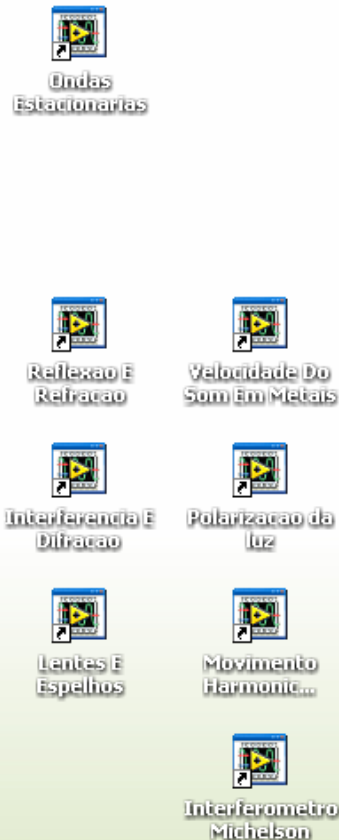 Ondas
Estacionarias
Reflexao E
Refracao
Velocidade Do
Som Em Metais
Interferencia E
Difracao
Polarizacao da
luz
Lentes E
Espelhos
Movimento
Harmonic...
Interferometro
Michelson